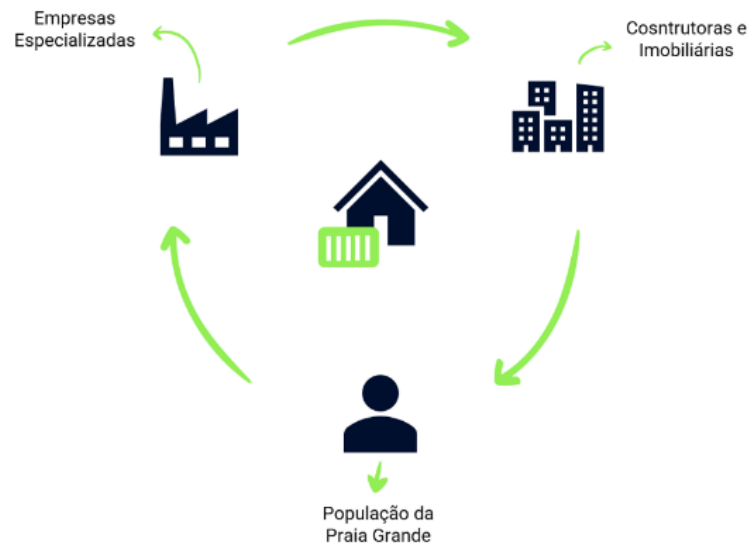 Empresas
Especializadas
Cosntrutoras e
Imobiliárias
População da
Praia Grande